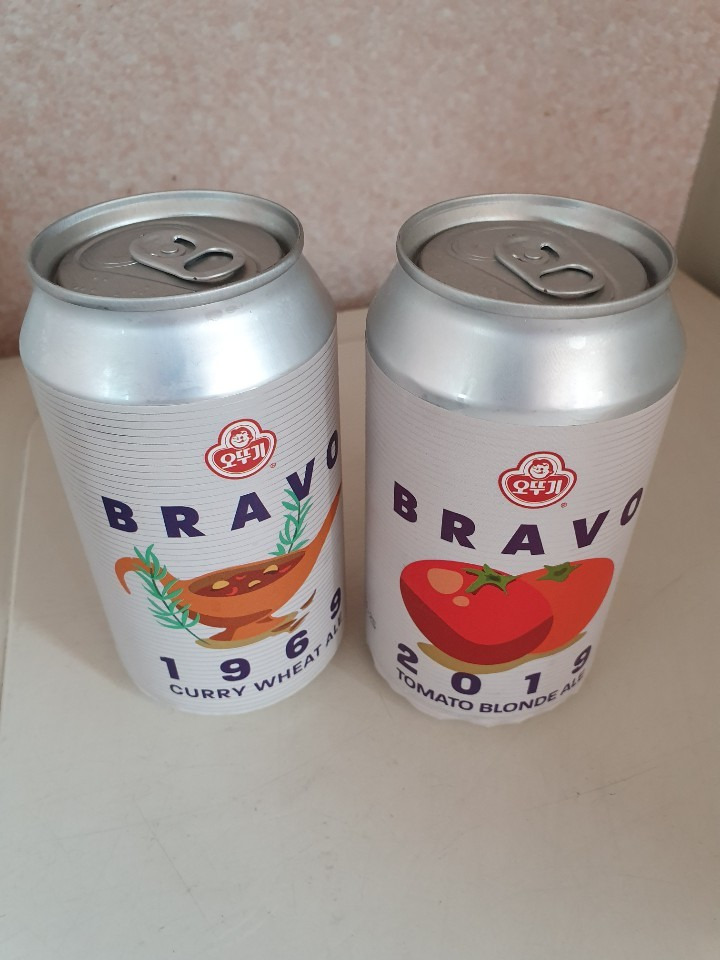 오뚜기
BRAVO
1969
CURRY WHEAT ALE
오뚜기
BRAVO
2019
TOMATO BLONDE ALE